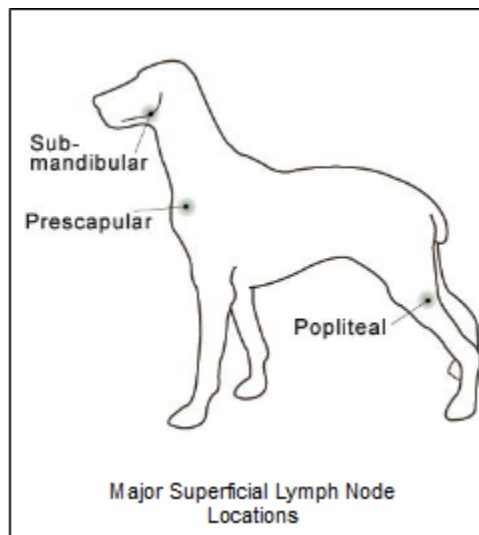 Sub-
mandibular
Prescapular
Popliteal
Major Superficial Lymph Node
Locations